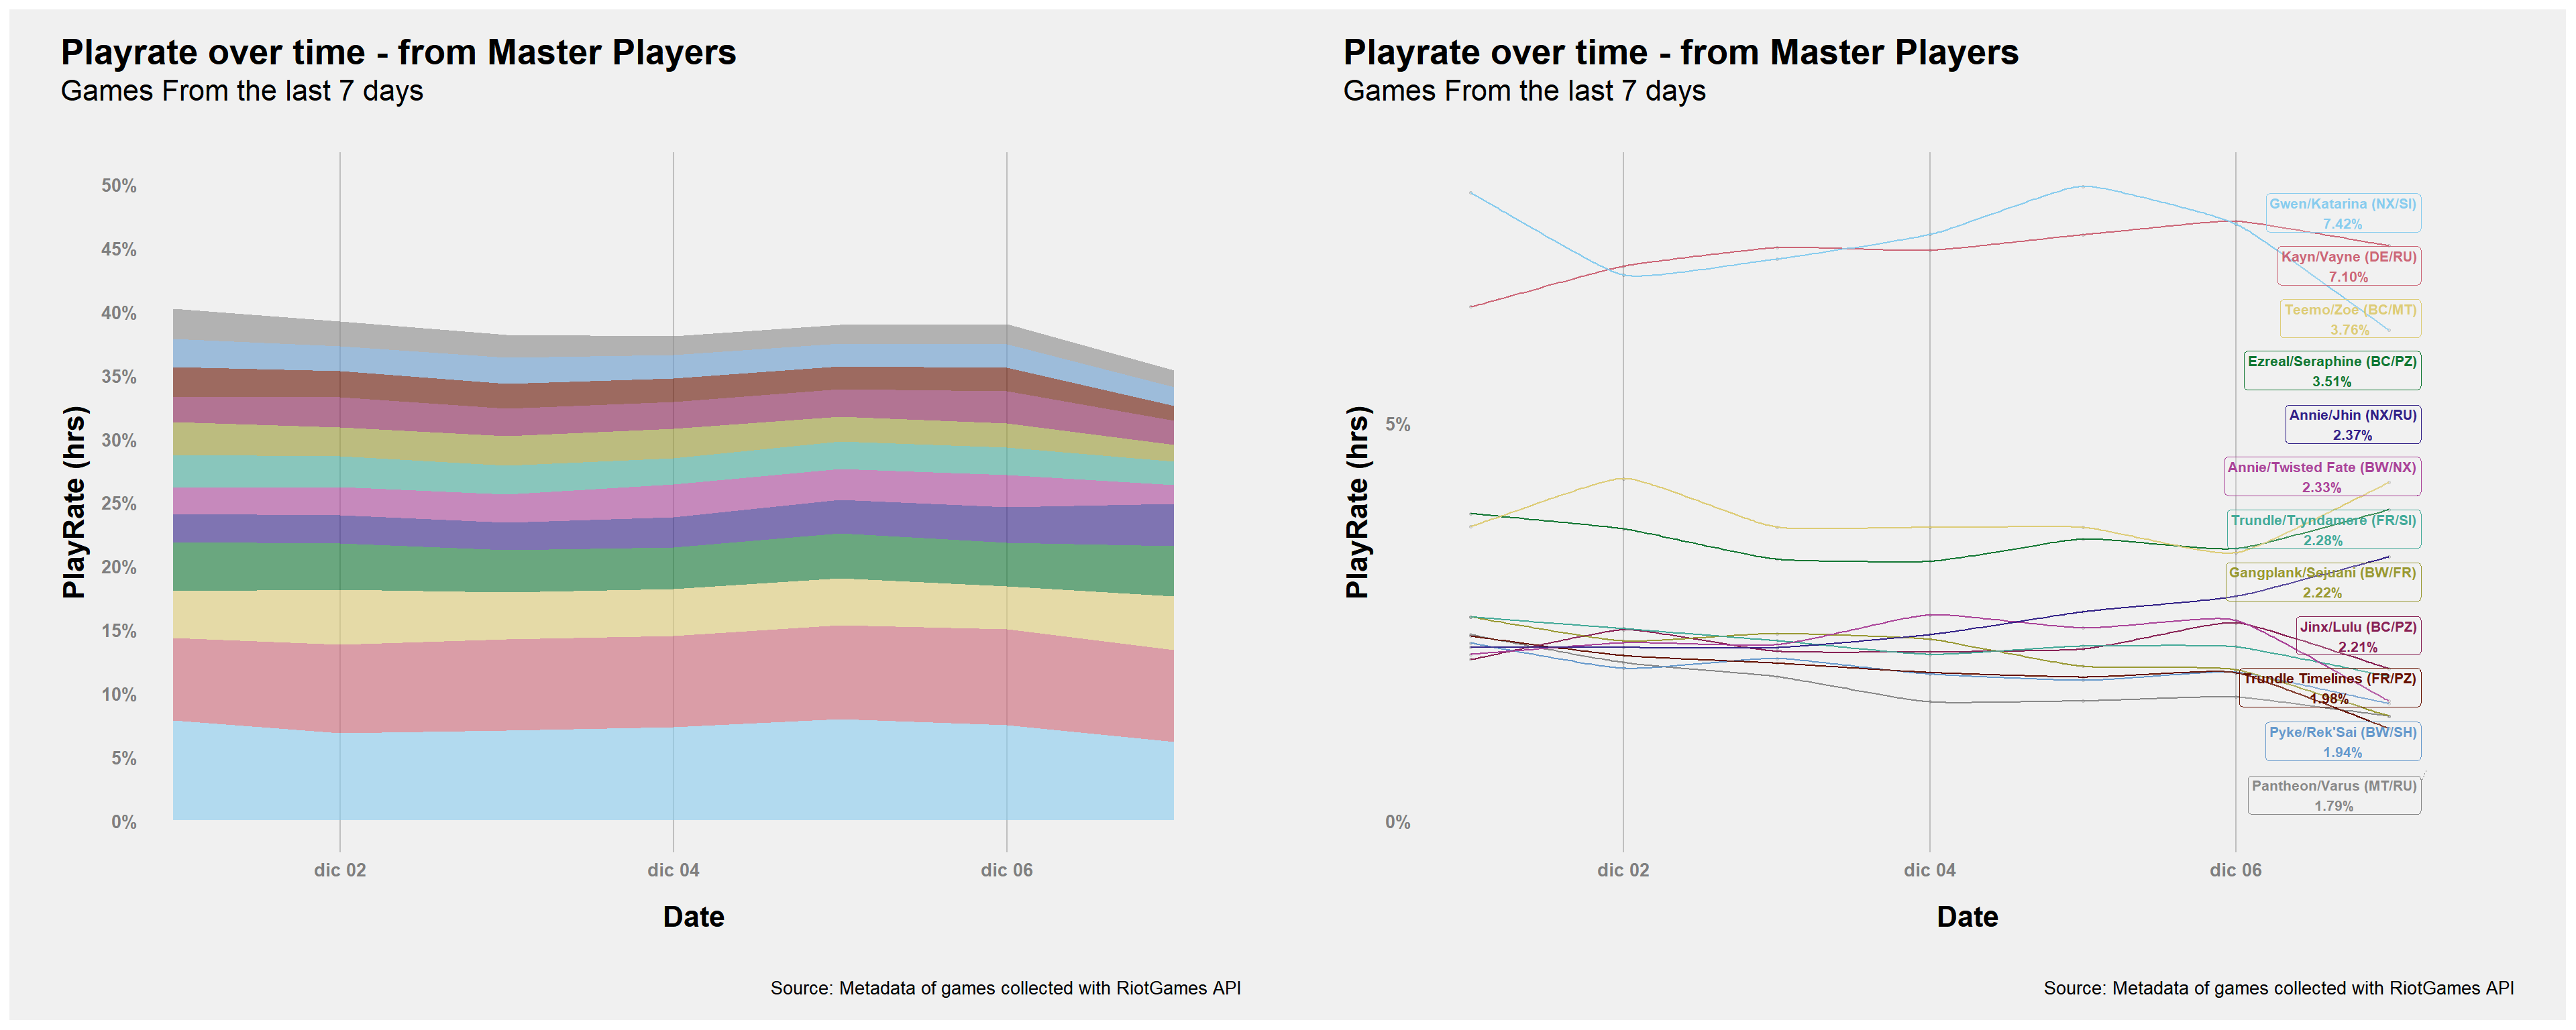 Playrate over time - from Master Players
Games From the last 7 days
PlayRate (hrs)
50%
45%
40%
35%
30%
25%
20%
15%
10%
5%
0%
dic 02
dic 04
dic 06
Date
Source: Metadata of games collected with RiotGames API
Playrate over time - from Master Players
Games From the last 7 days
PlayRate (hrs)
5%
0%
Gwen/Katarina (NX/SI)
7.42%
Kayn/Vayne (DE/RU)
7.10%
Teemo/Zoe (BC/MT)
3.76%
Ezreal/Seraphine (BC/PZ)
3.51%
Annie/Jhin (NX/RU)
2.37%
Annie/Twisted Fate (BW/NX)
2.33%
Trundle/Tryndamere (FR/SI)
2.28%
Gangplank/Sejuani (BW/FR)
2.22%
Jinx/Lulu (BC/PZ)
2.21%
Trundle Timelines (FR/PZ)
1.98%
Pyke/Rek'Sai (BW/SH)
1.94%
Pantheon/Varus (MT/RU)
1.79%
dic 02
dic 04
dic 06
Date
Source: Metadata of games collected with RiotGames API